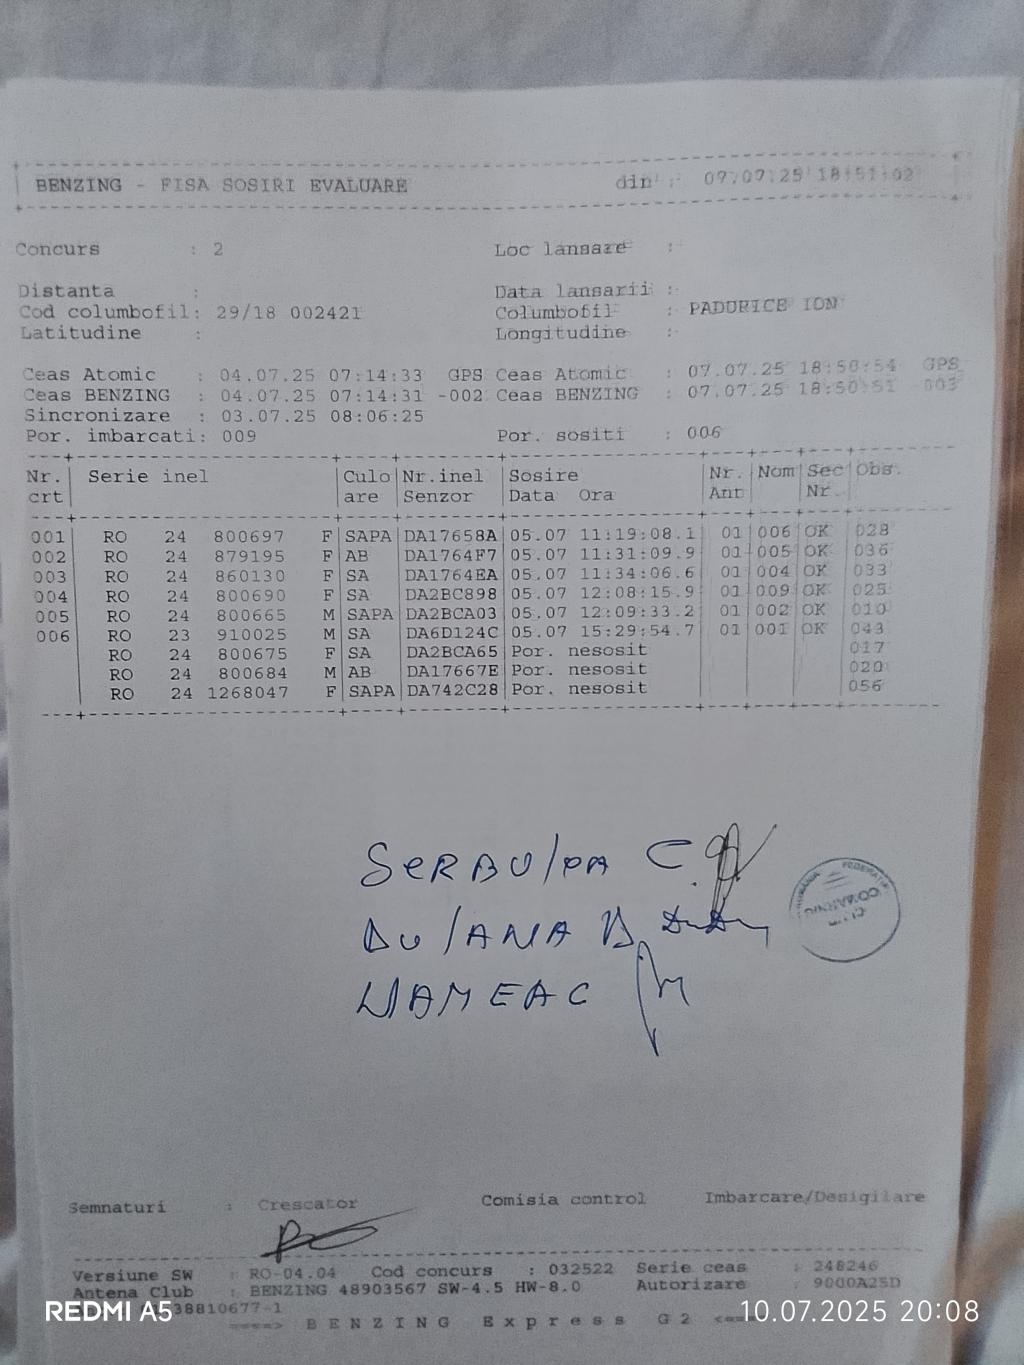 BENZING - FISA SOSIRI EVALUARE din : 07.07.25 18:51:02
Concurs : 2 Loc lansare :
Distanta : Data lansarii :
Cod columbofil: 29/18 002421 Columbofil : PADURICE ION
Latitudine : Longitudine :
Ceas Atomic : 04.07.25 07:14:33 GPS Ceas Atomic : 07.07.25 18:50:54 GPS
Ceas BENZING : 04.07.25 07:14:31 -002 Ceas BENZING : 07.07.25 18:50:51 -003
Sincronizare : 03.07.25 08:06:25
Por. imbarcati: 009 Por. sositi : 006
Nr. Serie inel Culo Nr.inel Sosire Nr. Nom Sec Obs.
crt are Senzor Data Ora Ant Nr.
001 RO 24 800697 F SAPA DA17658A 05.07 11:19:08.1 01 006 OK 028
002 RO 24 879195 F AB DA1764F7 05.07 11:31:09.9 01 005 OK 036
003 RO 24 860130 F SA DA1764EA 05.07 11:34:06.6 01 004 OK 033
004 RO 24 800690 F SA DA2BC898 05.07 12:08:15.9 01 009 OK 025
005 RO 24 800665 M SAPA DA2BCA03 05.07 12:09:33.2 01 002 OK 010
006 RO 23 910025 M SA DA6D124C 05.07 15:29:54.7 01 001 OK 043
RO 24 800675 F SA DA2BCA65 Por. nesosit 017
RO 24 800684 M AB DA17667E Por. nesosit 020
RO 24 1268047 F SAPA DA742C28 Por. nesosit 056
C.
Semnaturi : Crescator Comisia control Imbarcare/Desigilare
Versiune SW : RO-04.04 Cod concurs : 032522 Serie ceas : 248246
Antena Club : BENZING 48903567 SW-4.5 HW-8.0 Autorizare : 9000A25D
38810677-1
====> B E N Z I N G E x p r e s s G 2 <====
REDMI A5 10.07.2025 20:08